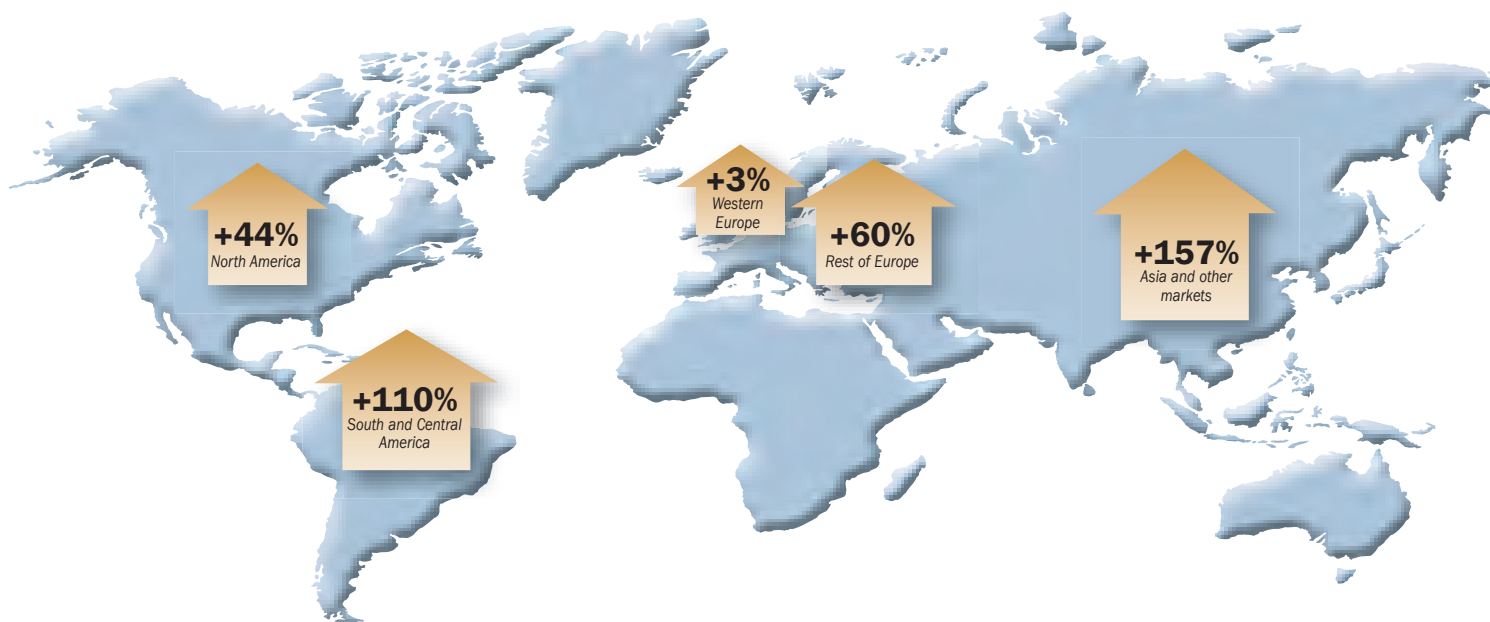 +3%
Western
Europe
+44%
North America
+60%
Rest of Europe
+157%
Asia and other
markets
+110%
South and Central
America